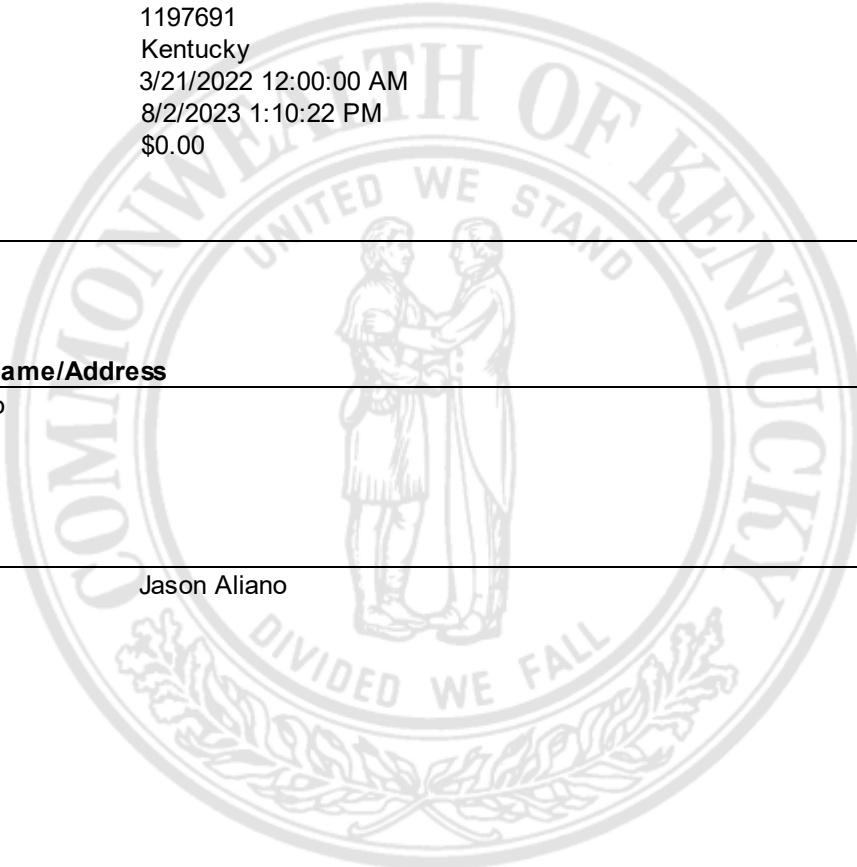 1197691
Kentucky
3/21/2022 12:00:00 AM
8/2/2023 1:10:22 PM
$0.00
COMMONWEALTH OF KENTUCKY
UNITED WE STAND
ame/Address
o
Jason Aliano
DIVIDED WE FALL